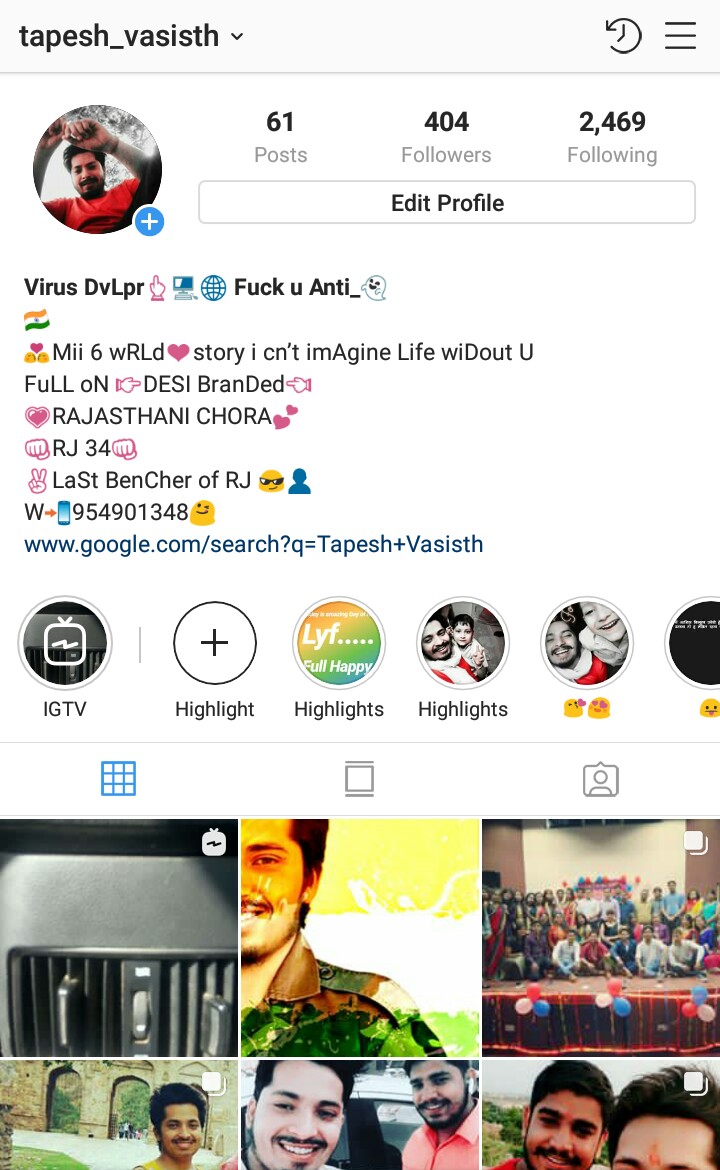 tapesh_vasisth
61 404 2,469
Posts Followers Following
Edit Profile
Virus DvLpr👆💻🌐 Fuck u Anti_👻
🇮🇳
💏Mii 6 wRLd❤story i cn't imAgine Life wiDout U
FuLL oN 👉DESI BranDed👈
💗RAJASTHANI CHORA💕
👊RJ 34👊
✌LaSt BenCher of RJ 😎👤
W➡📱954901348😉
www.google.com/search?q=Tapesh+Vasisth
Lyf.....
Full Happy
IGTV Highlight Highlights Highlights 😘😍 😛